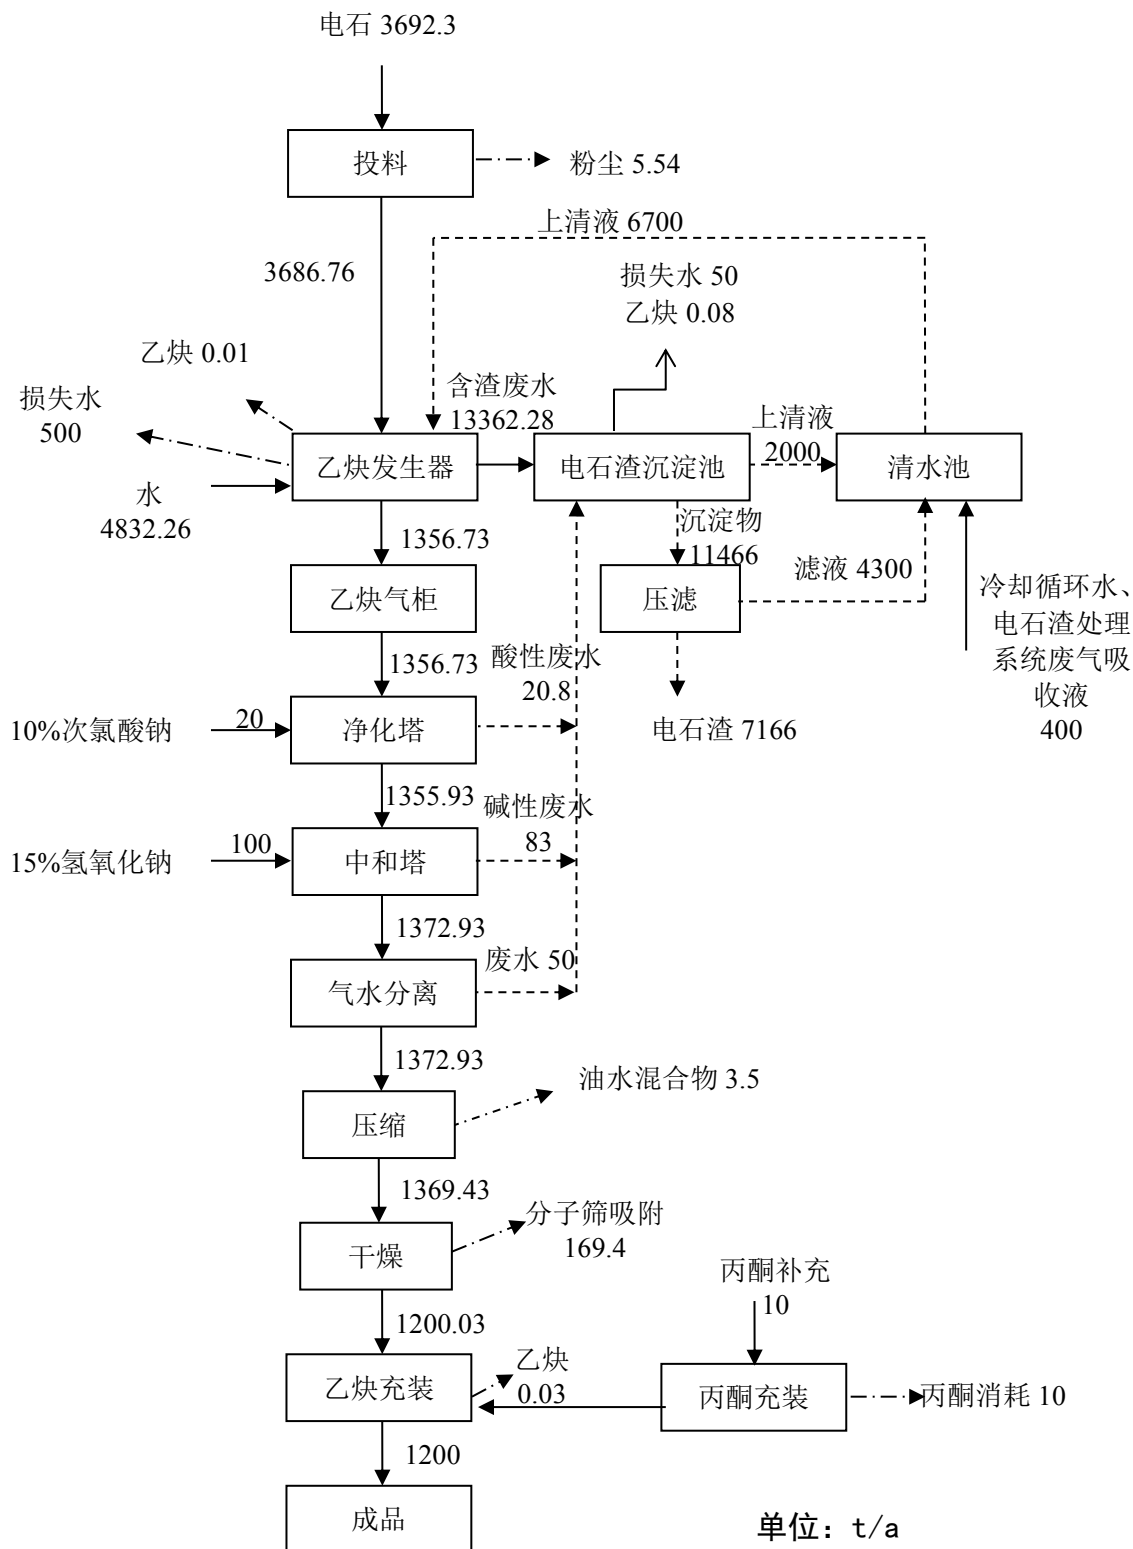 电石 3692.3
投料
粉尘 5.54
上清液 6700
3686.76
损失水 50
乙炔 0.08
乙炔 0.01
损失水
500
含渣废水
13362.28
上清液
2000
乙炔发生器
电石渣沉淀池
清水池
水
4832.26
1356.73
沉淀物
11466
乙炔气柜
压滤
滤液 4300
冷却循环水、
电石渣处理
系统废气吸
收液
400
1356.73
酸性废水
20.8
10%次氯酸钠
20
净化塔
电石渣 7166
1355.93
碱性废水
83
15%氢氧化钠
100
中和塔
1372.93
废水 50
气水分离
1372.93
油水混合物 3.5
压缩
1369.43
分子筛吸附
169.4
干燥
丙酮补充
10
1200.03
乙炔
0.03
乙炔充装
丙酮充装
丙酮消耗 10
1200
成品
单位：t/a